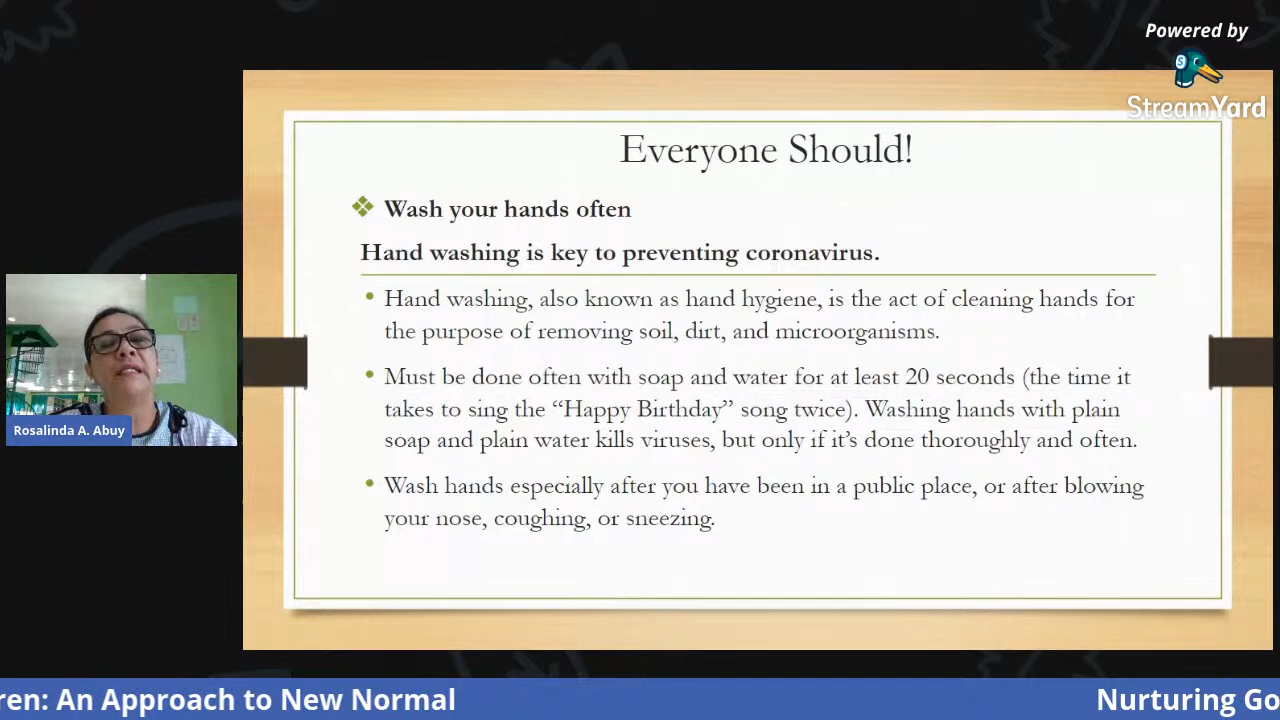 Powered by
StreamYard
Everyone Should!
Wash your hands often
Hand washing is key to preventing coronavirus.
• Hand washing, also known as hand hygiene, is the act of cleaning hands for
the purpose of removing soil, dirt, and microorganisms.
• Must be done often with soap and water for at least 20 seconds (the time it
takes to sing the “Happy Birthday” song twice). Washing hands with plain
soap and plain water kills viruses, but only if it’s done thoroughly and often.
• Wash hands especially after you have been in a public place, or after blowing
your nose, coughing, or sneezing.
Rosalinda A. Abuy
ren: An Approach to New Normal
Nurturing Go